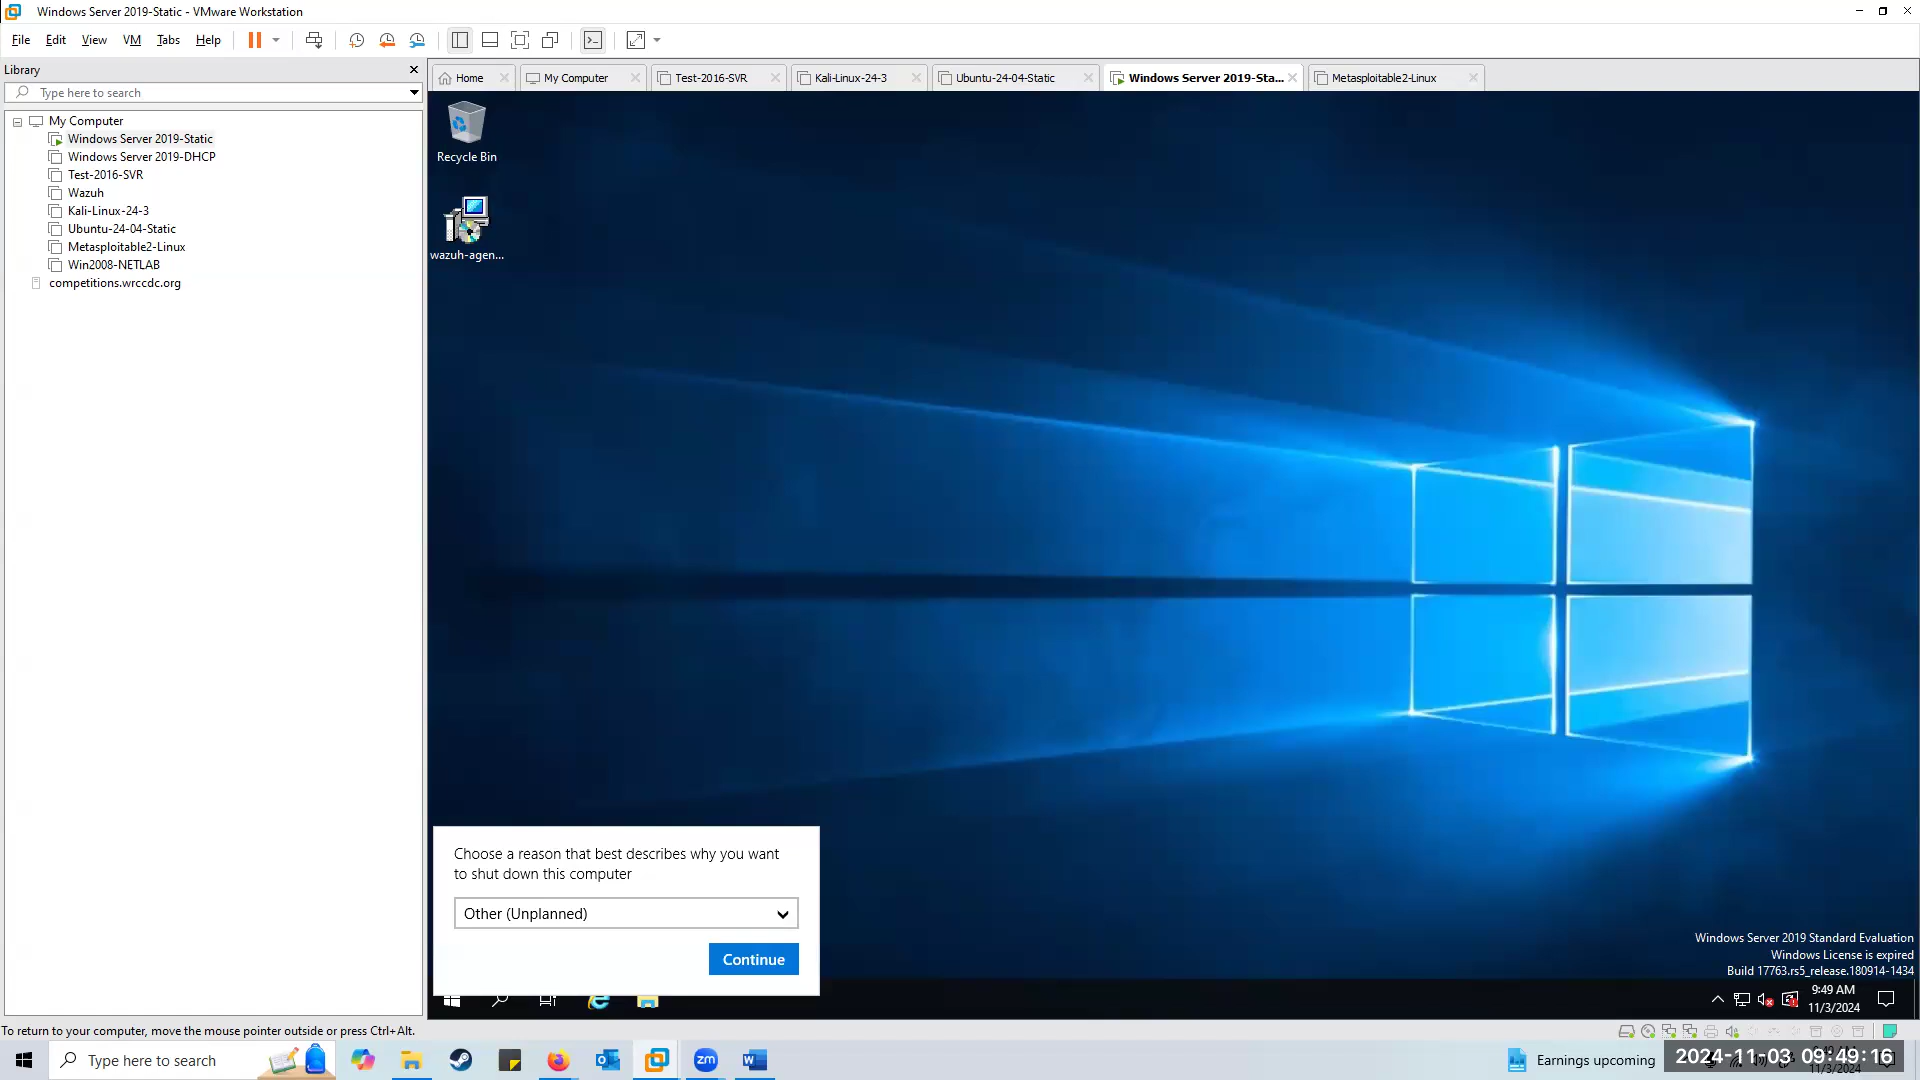 Windows Server 2019-Static - VMware Workstation
File Edit View VM Tabs Help
Library
Type here to search
My Computer
Windows Server 2019-Static
Windows Server 2019-DHCP
Test-2016-SVR
Wazuh
Kali-Linux-24-3
Ubuntu-24-04-Static
Metasploitable2-Linux
Win2008-NETLAB
competitions.wrccdc.org
Home My Computer Test-2016-SVR Kali-Linux-24-3 Ubuntu-24-04-Static Windows Server 2019-Sta... Metasploitable2-Linux
Recycle Bin
wazuh-agen...
Choose a reason that best describes why you want
to shut down this computer
Other (Unplanned)
Continue
Windows Server 2019 Standard Evaluation
Windows License is expired
Build 17763.rs5_release.180914-1434
9:49 AM
11/3/2024
To return to your computer, move the mouse pointer outside or press Ctrl+Alt.
Type here to search
zm
Earnings upcoming
2024-11-03 09:49:16
11/3/2024